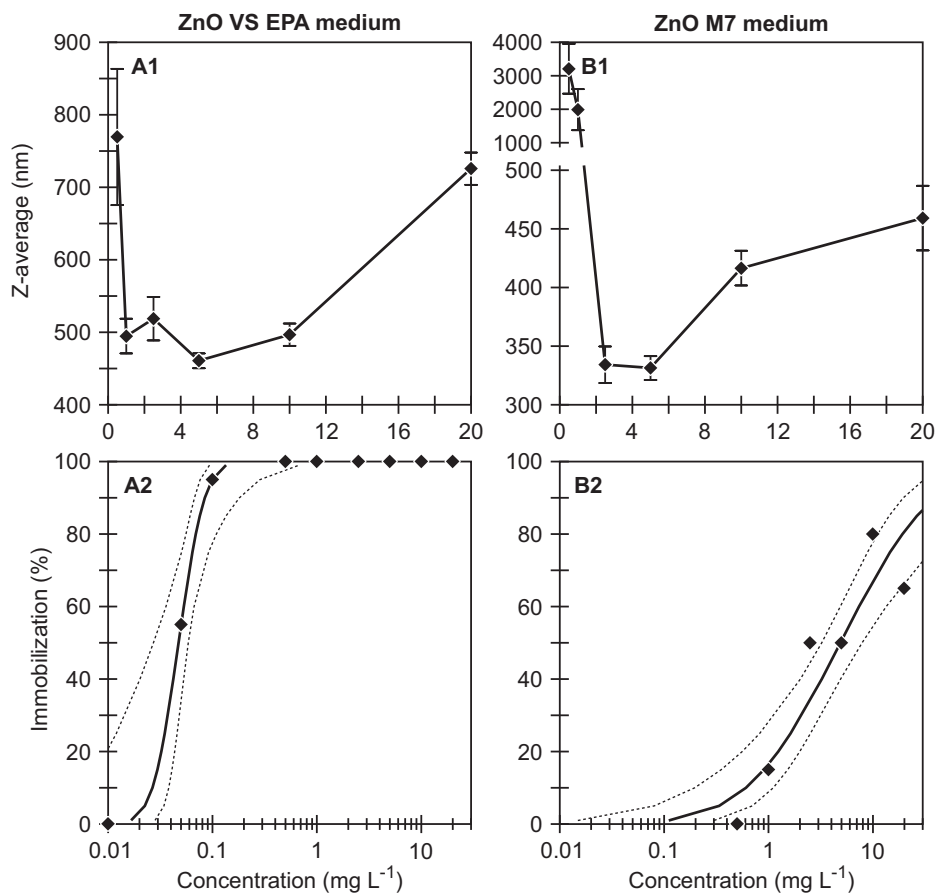 ZnO VS EPA medium
ZnO M7 medium
A1
B1
Z-average (nm)
900
800
700
600
500
400
0 4 8 12 16 20
4000
3000
2000
1000
500
450
400
350
300
0 4 8 12 16 20
A2
B2
Immobilization (%)
100
80
60
40
20
0
0.01 0.1 1 10
Concentration (mg L-1)
100
80
60
40
20
0
0.01 0.1 1 10
Concentration (mg L-1)